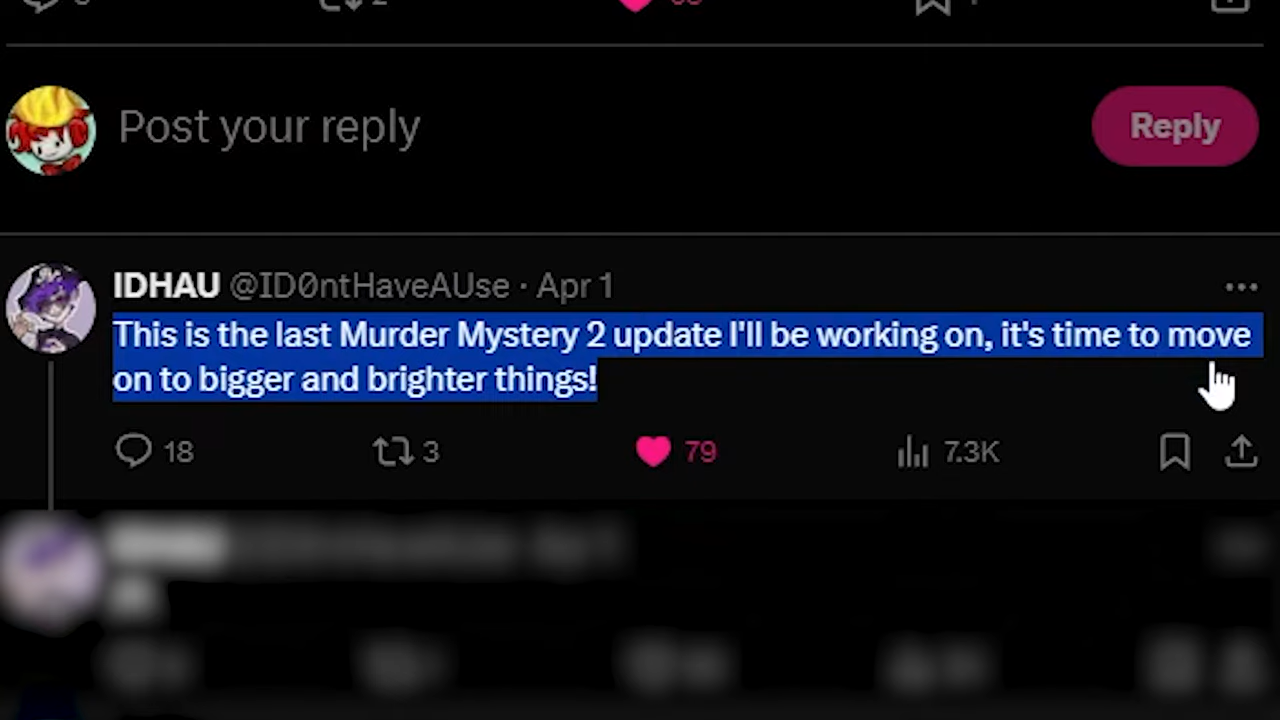 Post your reply
Reply
IDHAU @ID0ntHaveAUse · Apr 1
This is the last Murder Mystery 2 update I'll be working on, it's time to move
on to bigger and brighter things!
18 3 79 7.3K